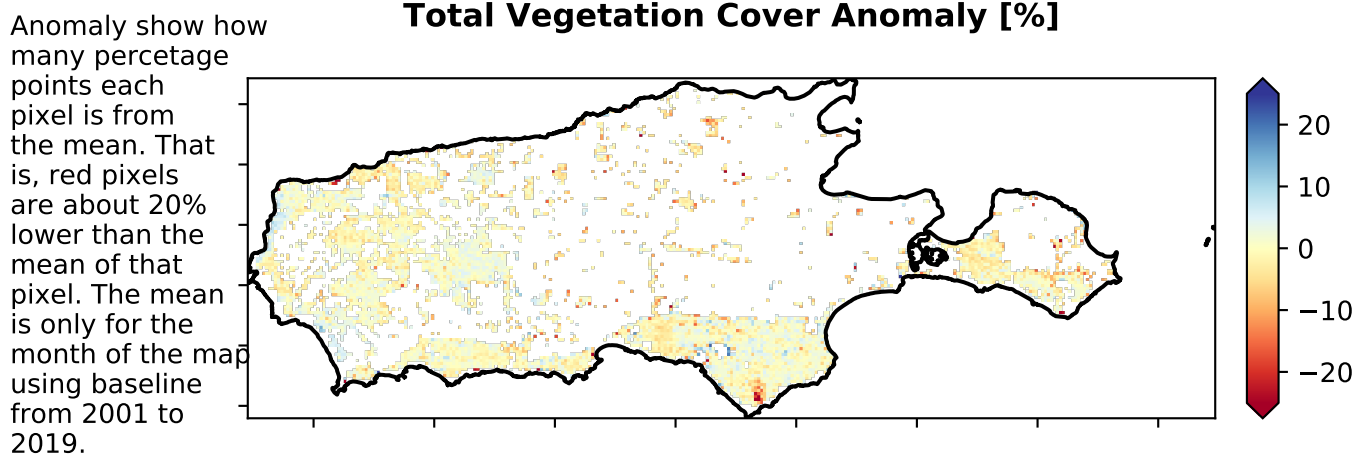 Total Vegetation Cover Anomaly [%]
Anomaly show how
many percetage
points each
pixel is from
the mean. That
is, red pixels
are about 20%
lower than the
mean of that
pixel. The mean
is only for the
month of the map
using baseline
from 2001 to
2019.
20
10
0
−10
−20